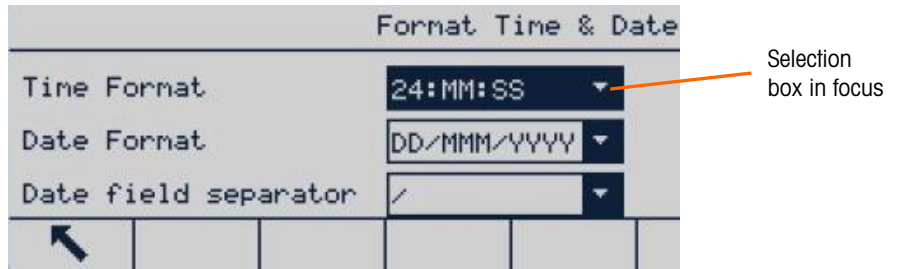 Format Time & Date
Time Format 24:MM:SS
Date Format DD/MMM/YYYY
Date field separator /
Selection
box in focus